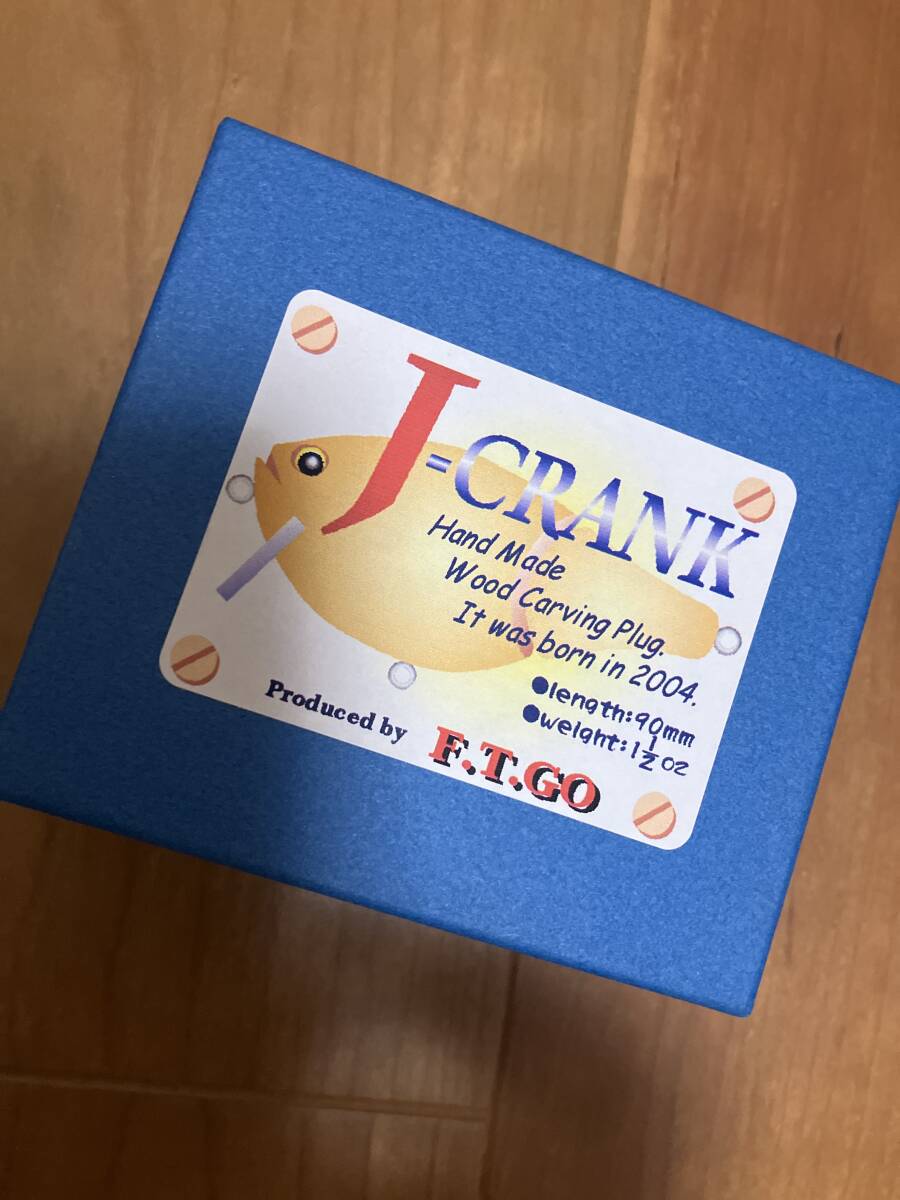 J-CRANK
Hand Made
Wood Carving Plug.
It was born in 2004.
●length:90mm
●weight:1 1/2 oz
Produced by F.T.GO